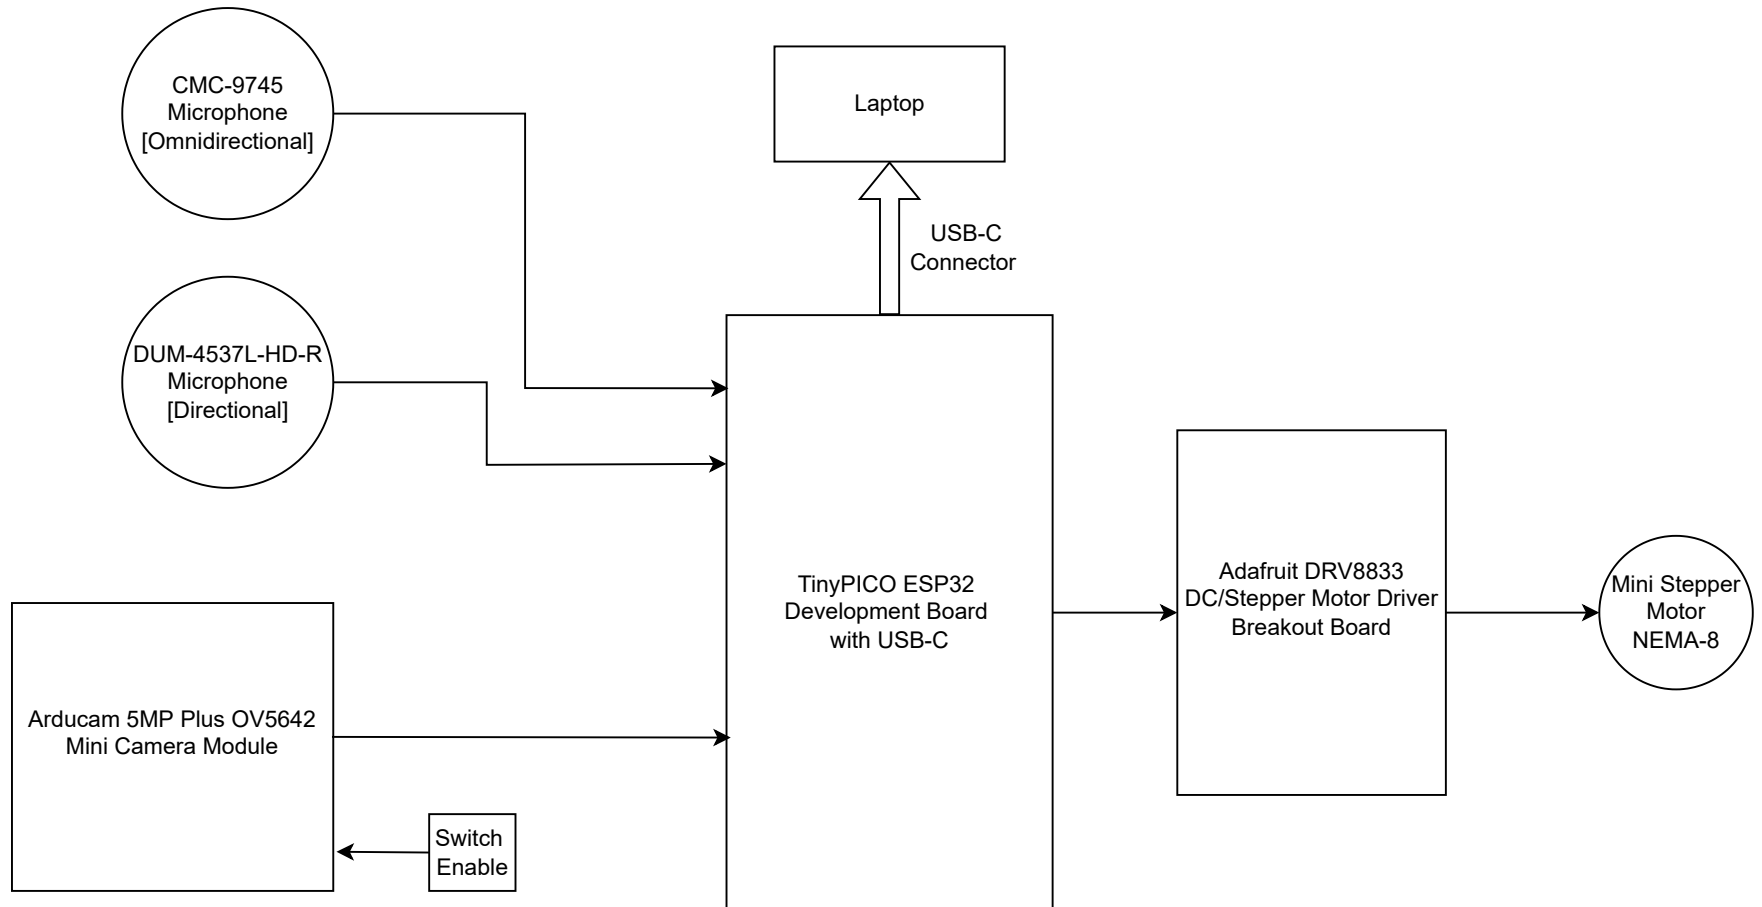 CMC-9745
Microphone
[Omnidirectional]
Laptop
USB-C
Connector
DUM-4537L-HD-R
Microphone
[Directional]
TinyPICO ESP32
Development Board
with USB-C
Adafruit DRV8833
DC/Stepper Motor Driver
Breakout Board
Mini Stepper
Motor
NEMA-8
Arducam 5MP Plus OV5642
Mini Camera Module
Switch
Enable